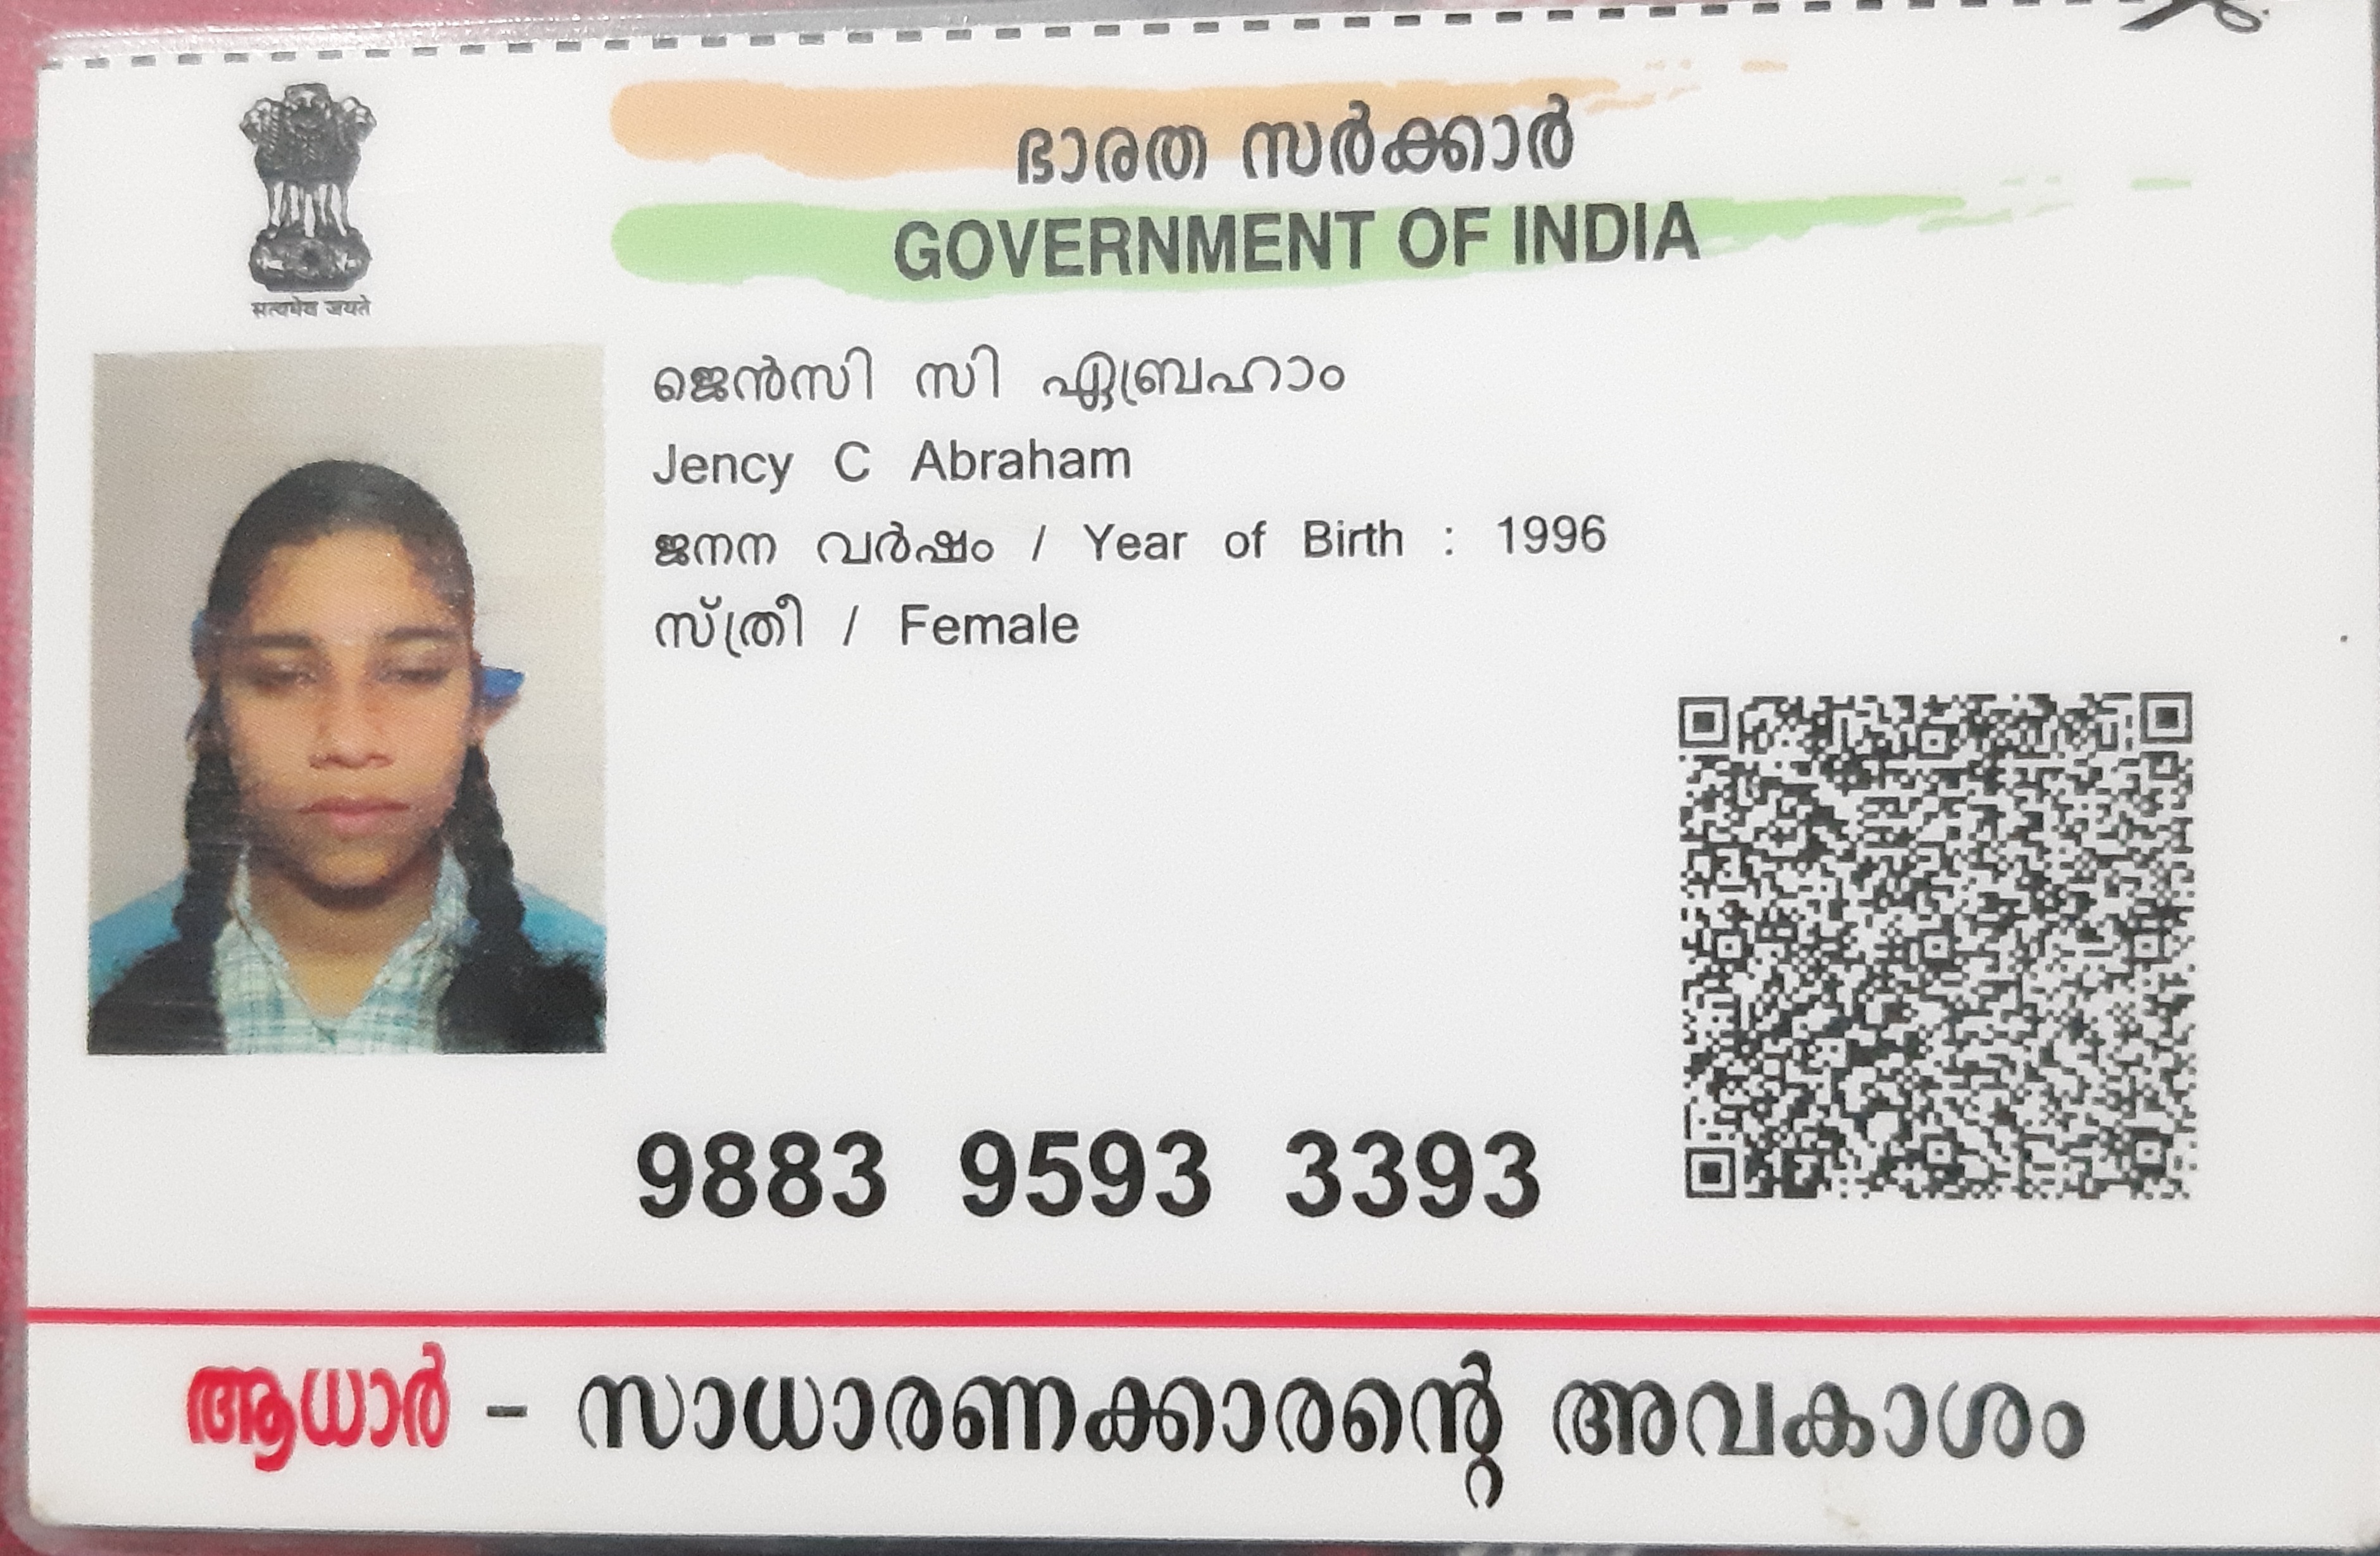 സत्यमेव जयते
ഭാരത സർക്കാർ
GOVERNMENT OF INDIA
ജെൻസി സി ഏബ്രഹാം
Jency C Abraham
ജനന വർഷം / Year of Birth : 1996
സ്ത്രീ / Female
9883 9593 3393
ആധാർ - സാധാരണക്കാരന്റെ അവകാശം